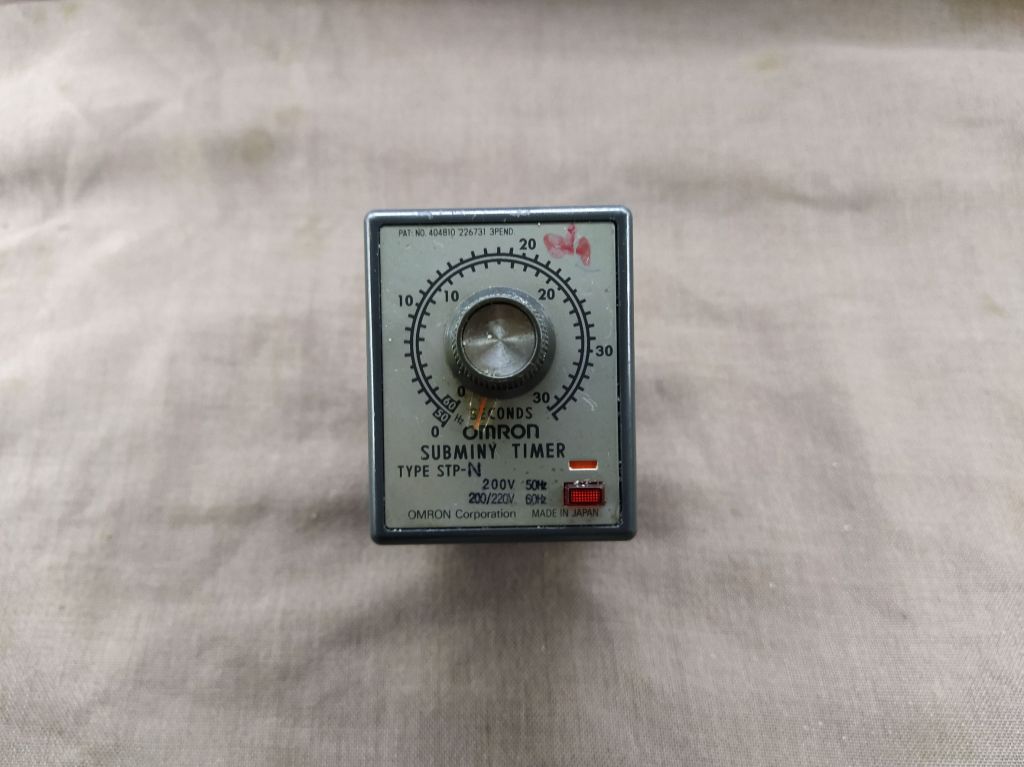 PAT. NO. 404810 226731 3PEND.
20
10 10 20
30
0 30
60
50 Hz
0
SECONDS
OMRON
SUBMINY TIMER
TYPE STP-N
200V 50Hz
200/220V 60Hz
OMRON Corporation MADE IN JAPAN